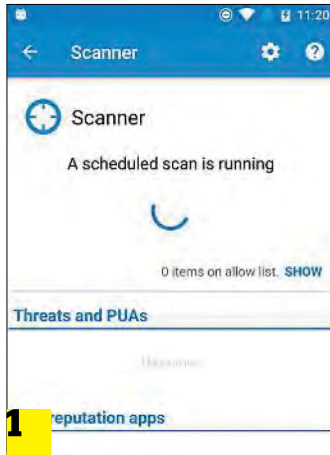 11:20
Scanner
Scanner
A scheduled scan is running
0 items on allow list. SHOW
Threats and PUAs
1
reputation apps